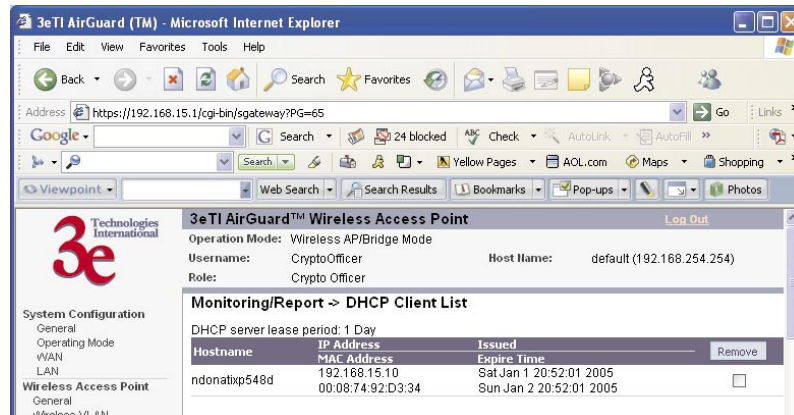 3eTI AirGuard (TM) - Microsoft Internet Explorer
File Edit View Favorites Tools Help
Back Search Favorites
Address https://192.168.15.1/cgi-bin/sgateway?PG=65 Go Links
Google Search 24 blocked Check AutoLink AutoFill
Search Yellow Pages AOL.com Maps Shopping
Viewpoint Web Search Search Results Bookmarks Pop-ups Photos
3e Technologies International
3eTI AirGuard™ Wireless Access Point Log Out
Operation Mode: Wireless AP/Bridge Mode
Username: CryptoOfficer Host Name: default (192.168.254.254)
Role: Crypto Officer
System Configuration
General
Operating Mode
WAN
LAN
Wireless Access Point
General
Wireless VLAN
Monitoring/Report -> DHCP Client List
DHCP server lease period: 1 Day
Hostname IP Address Issued Remove
MAC Address Expire Time
ndonatixp548d 192.168.15.10 Sat Jan 1 20:52:01 2005
00:08:74:92:D3:34 Sun Jan 2 20:52:01 2005